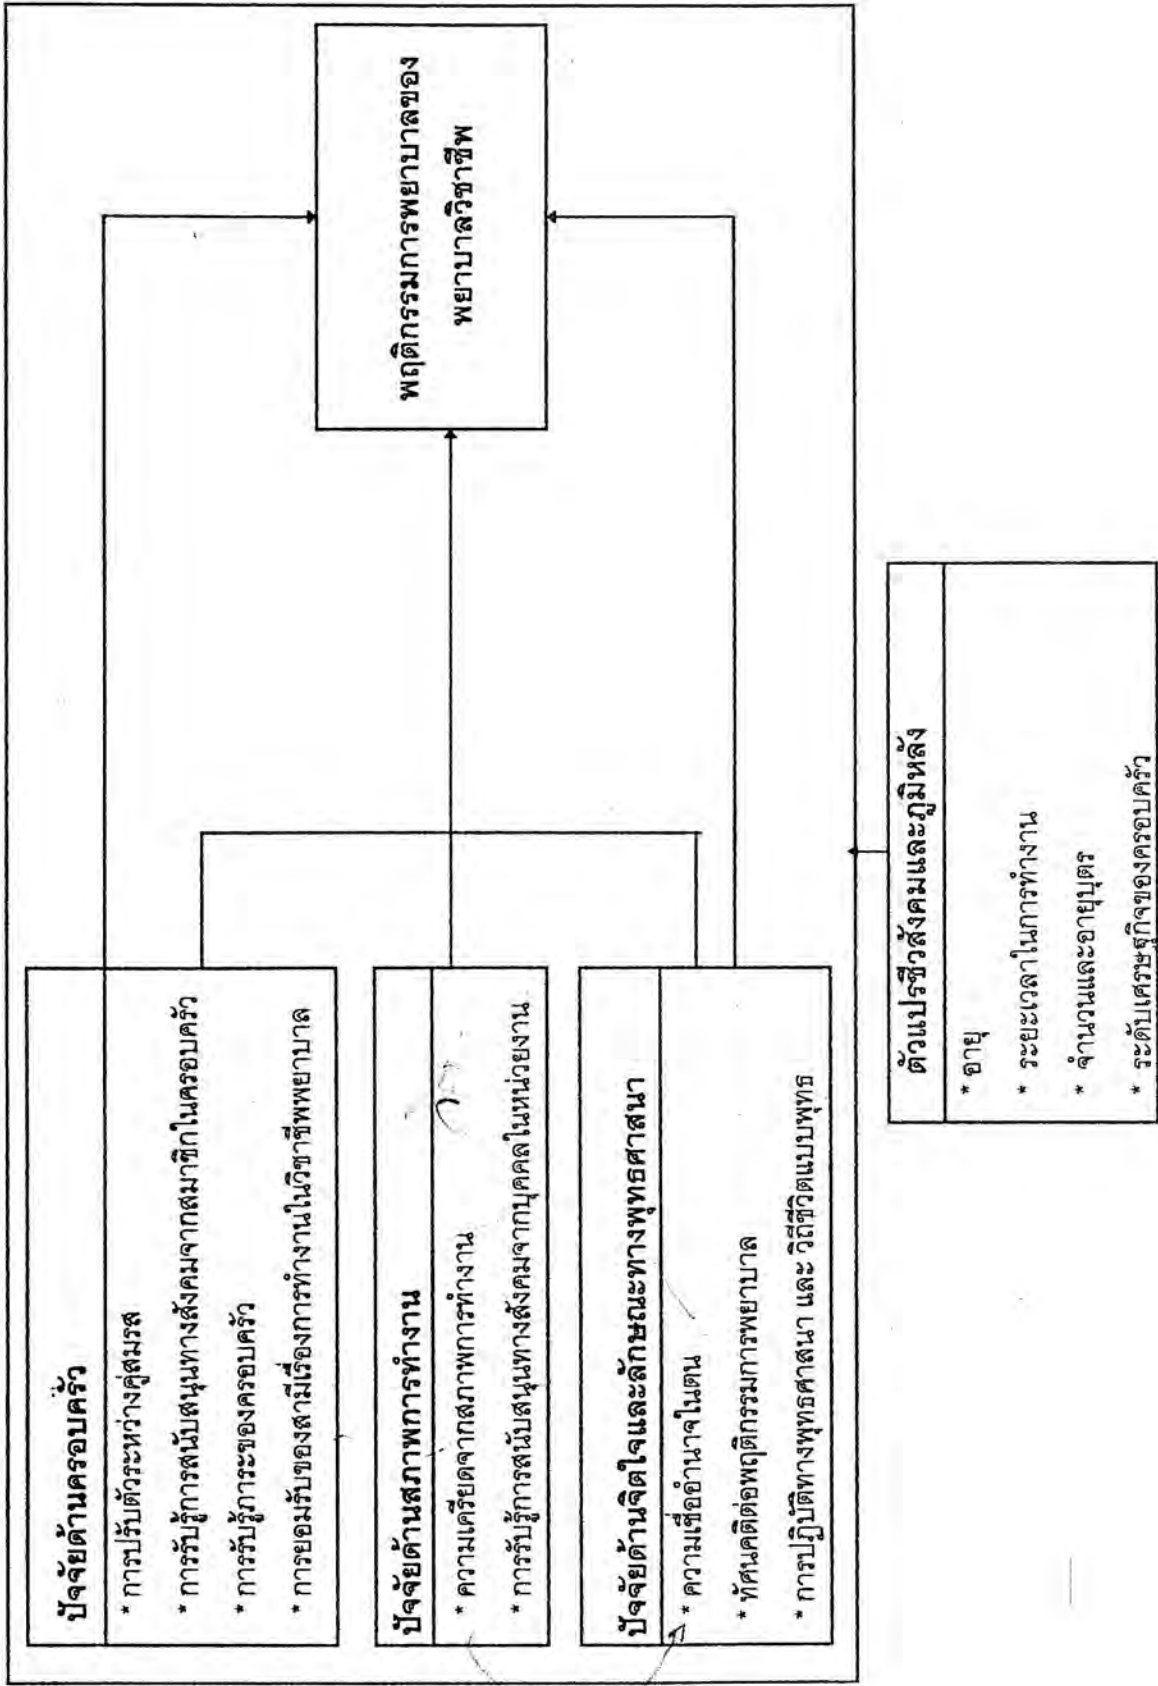 ปัจจัยด้านครอบครัว
* การปรับตัวระหว่างคู่สมรส
* การรับรู้การสนับสนุนทางสังคมจากสมาชิกในครอบครัว
* การรับรู้ภาระของครอบครัว
* การยอมรับของสามีเรื่องการทำงานในวิชาชีพพยาบาล
ปัจจัยด้านสภาพการทำงาน
* ความเครียดจากสภาพการทำงาน
* การรับรู้การสนับสนุนทางสังคมจากบุคคลในหน่วยงาน
ปัจจัยด้านจิตใจและลักษณะทางพุทธศาสนา
* ความเชื่ออำนาจในตน
* ทัศนคติต่อพฤติกรรมการพยาบาล
* การปฏิบัติทางพุทธศาสนา และ วิถีชีวิตแบบพุทธ
พฤติกรรมการพยาบาลของ
พยาบาลวิชาชีพ
ตัวแปรชีวสังคมและภูมิหลัง
* อายุ
* ระยะเวลาในการทำงาน
* จำนวนและอายุบุตร
* ระดับเศรษฐกิจของครอบครัว